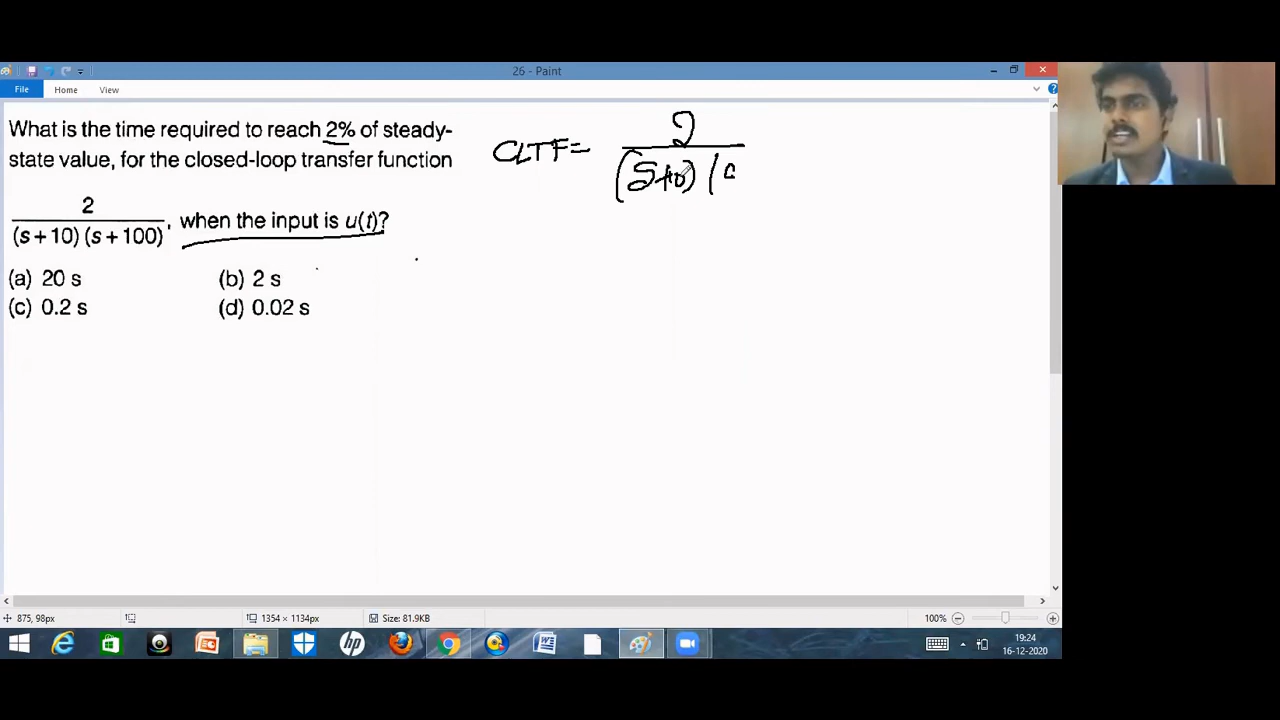 26 - Paint
File Home View
What is the time required to reach 2% of steady-
state value, for the closed-loop transfer function
2
(s+10) (s+100)
, when the input is u(t)?
(a) 20 s (b) 2 s
(c) 0.2 s (d) 0.02 s
CLTF=
2
(S+10) (
875, 98px 1354 × 1134px Size: 81.9KB 100%
19:24
16-12-2020